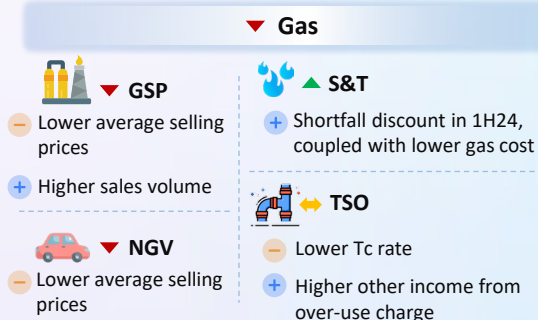 Gas
GSP
Lower average selling
prices
Higher sales volume
NGV
Lower average selling
prices
S&T
Shortfall discount in 1H24,
coupled with lower gas cost
TSO
Lower Tc rate
Higher other income from
over-use charge